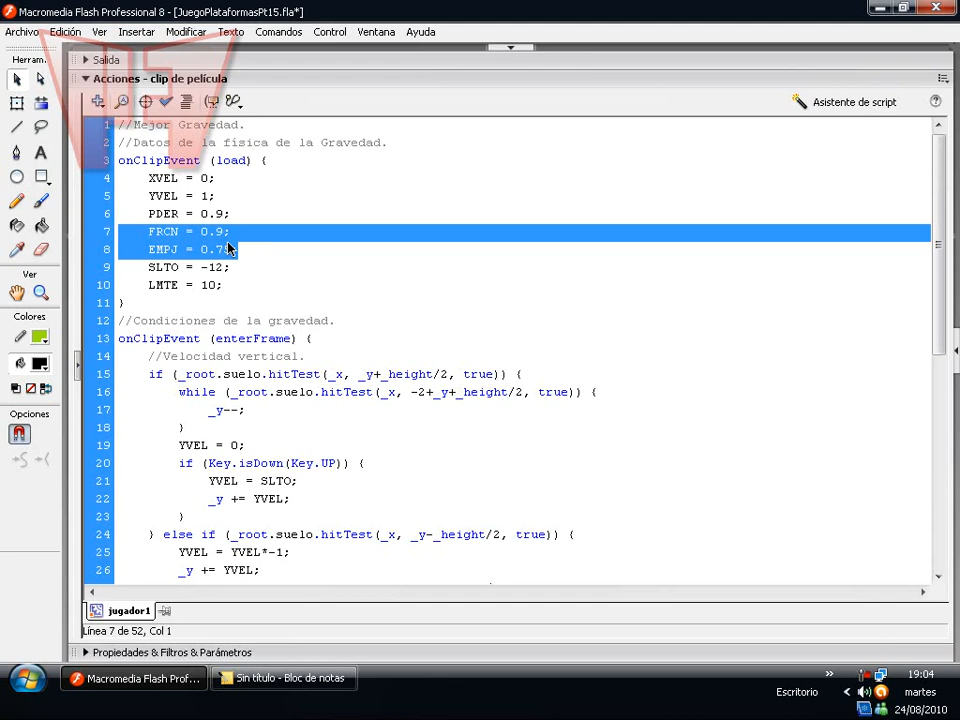 Macromedia Flash Professional 8 - [JuegoPlataformasPt15.fla*]
Archivo Edición Ver Insertar Modificar Texto Comandos Control Ventana Ayuda
Herram.
Salida
Acciones - clip de película
Asistente de script
1 //Mejor Gravedad.
2 //Datos de la física de la Gravedad.
3 onClipEvent (load) {
4 XVEL = 0;
5 YVEL = 1;
6 PDER = 0.9;
7 FRCN = 0.9;
8 EMPJ = 0.7
9 SLTO = -12;
10 LMTE = 10;
11 }
12 //Condiciones de la gravedad.
13 onClipEvent (enterFrame) {
14 //Velocidad vertical.
15 if (_root.suelo.hitTest(_x, _y+_height/2, true)) {
16 while (_root.suelo.hitTest(_x, -2+_y+_height/2, true)) {
17 _y--;
18 }
19 YVEL = 0;
20 if (Key.isDown(Key.UP)) {
21 YVEL = SLTO;
22 _y += YVEL;
23 }
24 } else if (_root.suelo.hitTest(_x, _y-_height/2, true)) {
25 YVEL = YVEL*-1;
26 _y += YVEL;
Ver
Colores
Opciones
jugador1
Línea 7 de 52, Col 1
Propiedades & Filtros & Parámetros
Macromedia Flash Prof...
Sin título - Bloc de notas
»
19:04
Escritorio
martes
24/08/2010